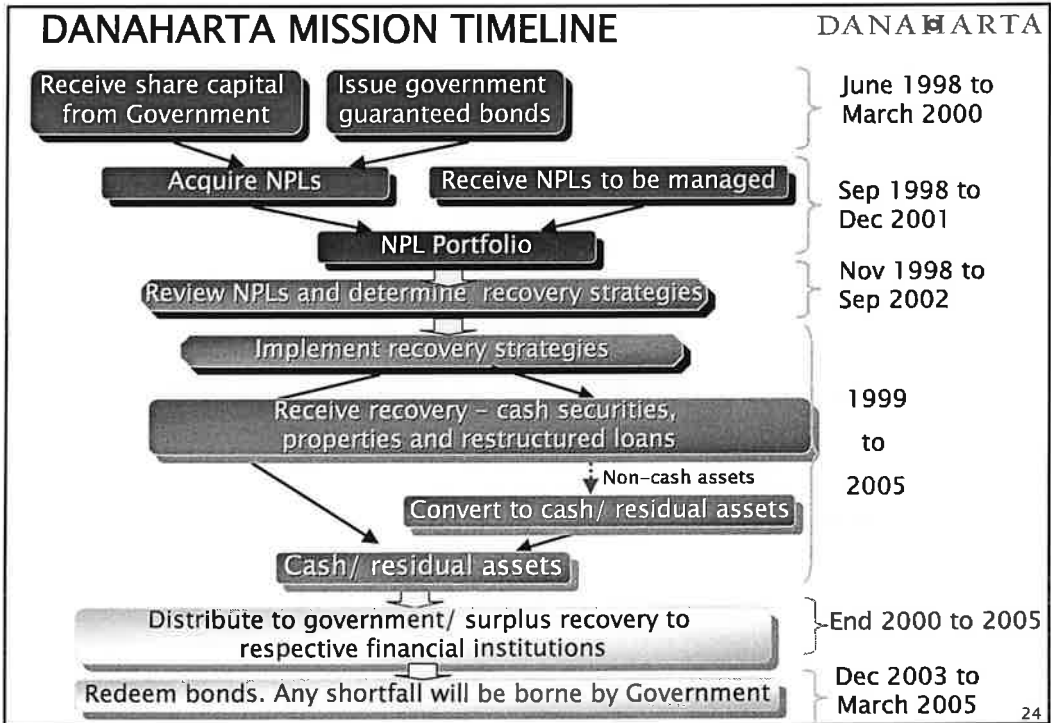 DANAHARTA MISSION TIMELINE
DANAHARTA
Receive share capital
from Government
Issue government
guaranteed bonds
June 1998 to
March 2000
Acquire NPLs
Receive NPLs to be managed
Sep 1998 to
Dec 2001
NPL Portfolio
Review NPLs and determine recovery strategies
Nov 1998 to
Sep 2002
Implement recovery strategies
Receive recovery – cash securities,
properties and restructured loans
1999
to
2005
Non-cash assets
Convert to cash/ residual assets
Cash/ residual assets
Distribute to government/ surplus recovery to
respective financial institutions
End 2000 to 2005
Redeem bonds. Any shortfall will be borne by Government
Dec 2003 to
March 2005
24